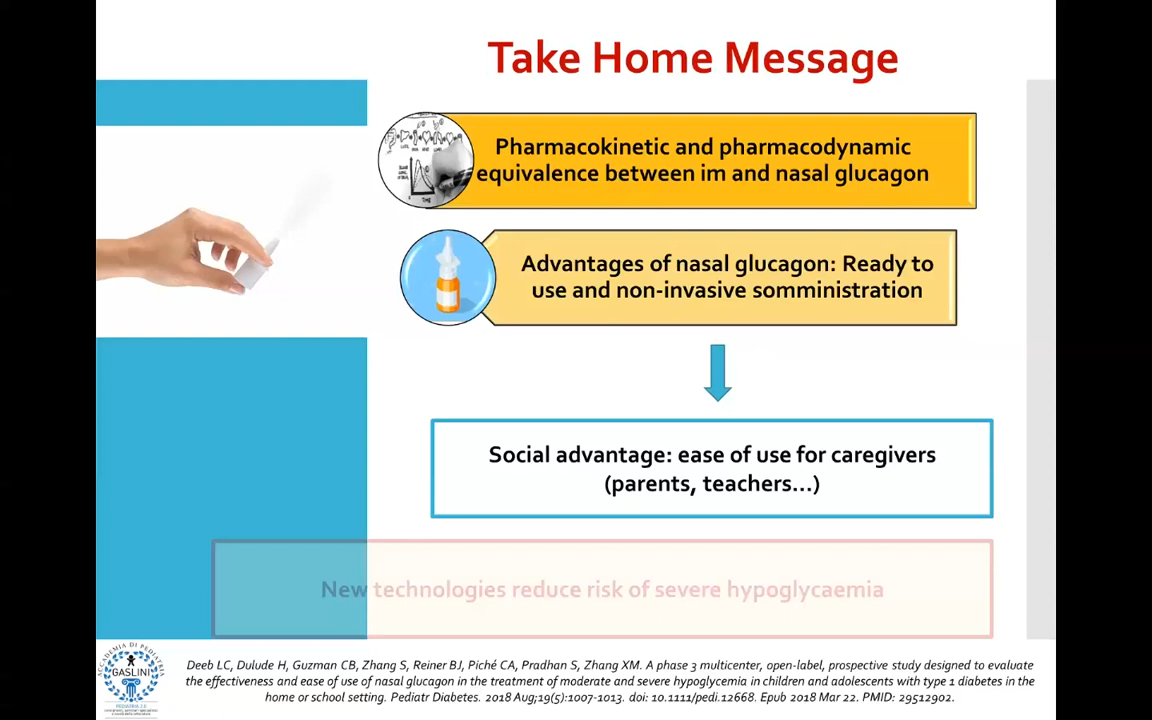 Take Home Message
Pharmacokinetic and pharmacodynamic
equivalence between im and nasal glucagon
Advantages of nasal glucagon: Ready to
use and non-invasive somministration
Social advantage: ease of use for caregivers
(parents, teachers...)
New technologies reduce risk of severe hypoglycaemia
ACCADEMIA DI PEDIATRIA
GASLINI
Deeb LC, Dulude H, Guzman CB, Zhang S, Reiner BJ, Piché CA, Pradhan S, Zhang XM. A phase 3 multicenter, open-label, prospective study designed to evaluate
the effectiveness and ease of use of nasal glucagon in the treatment of moderate and severe hypoglycemia in children and adolescents with type 1 diabetes in the
home or school setting. Pediatr Diabetes. 2018 Aug;19(5):1007-1013. doi: 10.1111/pedi.12668. Epub 2018 Mar 22. PMID: 29512902.